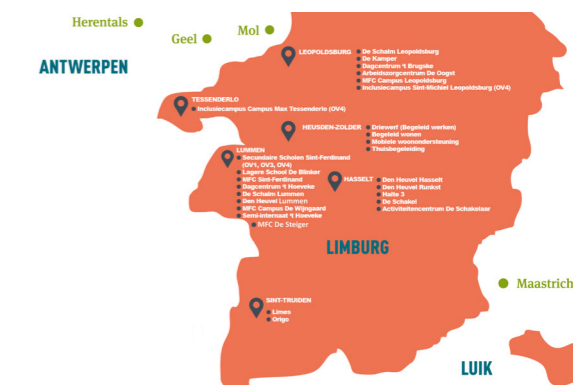 Herentals
Geel
Mol
ANTWERPEN
LEOPOLDSBURG
De Schalm Leopoldsburg
De Kamper
Dagcentrum 't Brugske
Arbeidszorgcentrum De Oogst
MFC Campus Leopoldsburg
Inclusiecampus Sint-Michiel Leopoldsburg (OV4)
TESSENDERLO
Inclusiecampus Campus Max Tessenderlo (OV4)
HEUSDEN-ZOLDER
Driewerf (Begeleid werken)
Begeleid wonen
Mobiele woonondersteuning
Thuisbegeleiding
LUMMEN
Secundaire Scholen Sint-Ferdinand
(OV1, OV3, OV4)
Lagere School De Blinker
MFC Sint-Ferdinand
Dagcentrum 't Hoeveke
De Schalm Lummen
Den Heuvel Lummen
MFC Campus De Wijngaard
Semi-internaat 't Hoeveke
MFC De Steiger
HASSELT
Den Heuvel Hasselt
Den Heuvel Runkst
Halte 3
De Schakel
Activiteitencentrum De Schakelaar
LIMBURG
Maastrich
SINT-TRUIDEN
Limes
Origo
LUIK